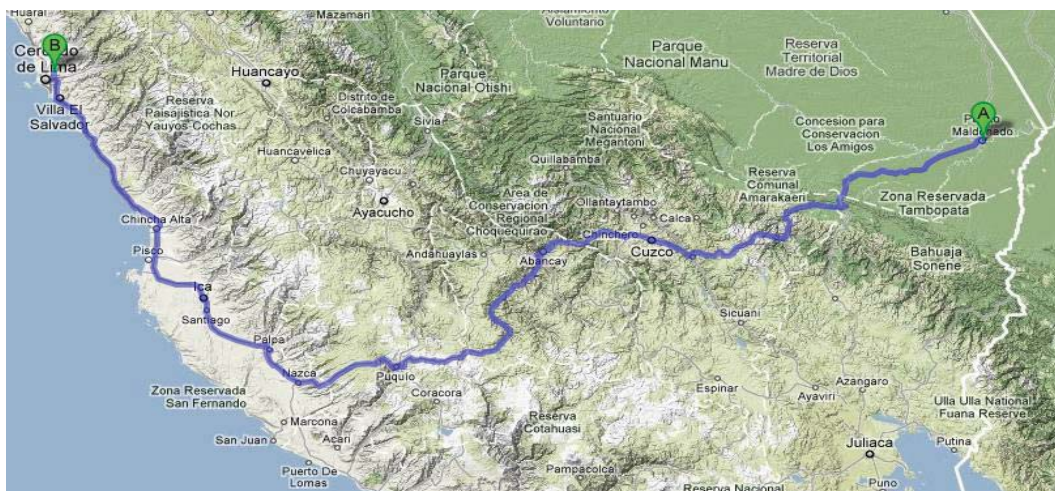 Huaral
Mazamari
Aislamiento
Voluntario
B
Cercado
de Lima
Huancayo
Parque
Nacional Otishi
Parque
Nacional Manu
Reserva
Territorial
Madre de Dios
A
Villa El
Salvador
Reserva
Paisajistica Nor
Yauyos-Cochas
Distrito de
Colcabamba
Sivia
Santuario
Nacional
Megantoni
Concesion para
Conservacion
Los Amigos
Puerto
Maldonado
Huancavelica
Quillabamba
Chuyayacu
Area de
Conservacion
Regional
Choquequirao
Ollantaytambo
Calca
Reserva
Comunal
Amarakaeri
Zona Reservada
Tambopata
Ayacucho
Chincha Alta
Chinchero
Cuzco
Andahuaylas
Abancay
Bahuaja
Sonene
Pisco
Ica
Santiago
Sicuani
Palpa
Nazca
Puquio
Coracora
Espinar
Azangaro
Ayaviri
Zona Reservada
San Fernando
Ulla Ulla National
Fuana Reserve
Marcona
Reserva
Cotahuasi
San Juan
Acari
Juliaca
Putina
Puerto De
Lomas
Pampacolca
Reserva Nacional
Puno